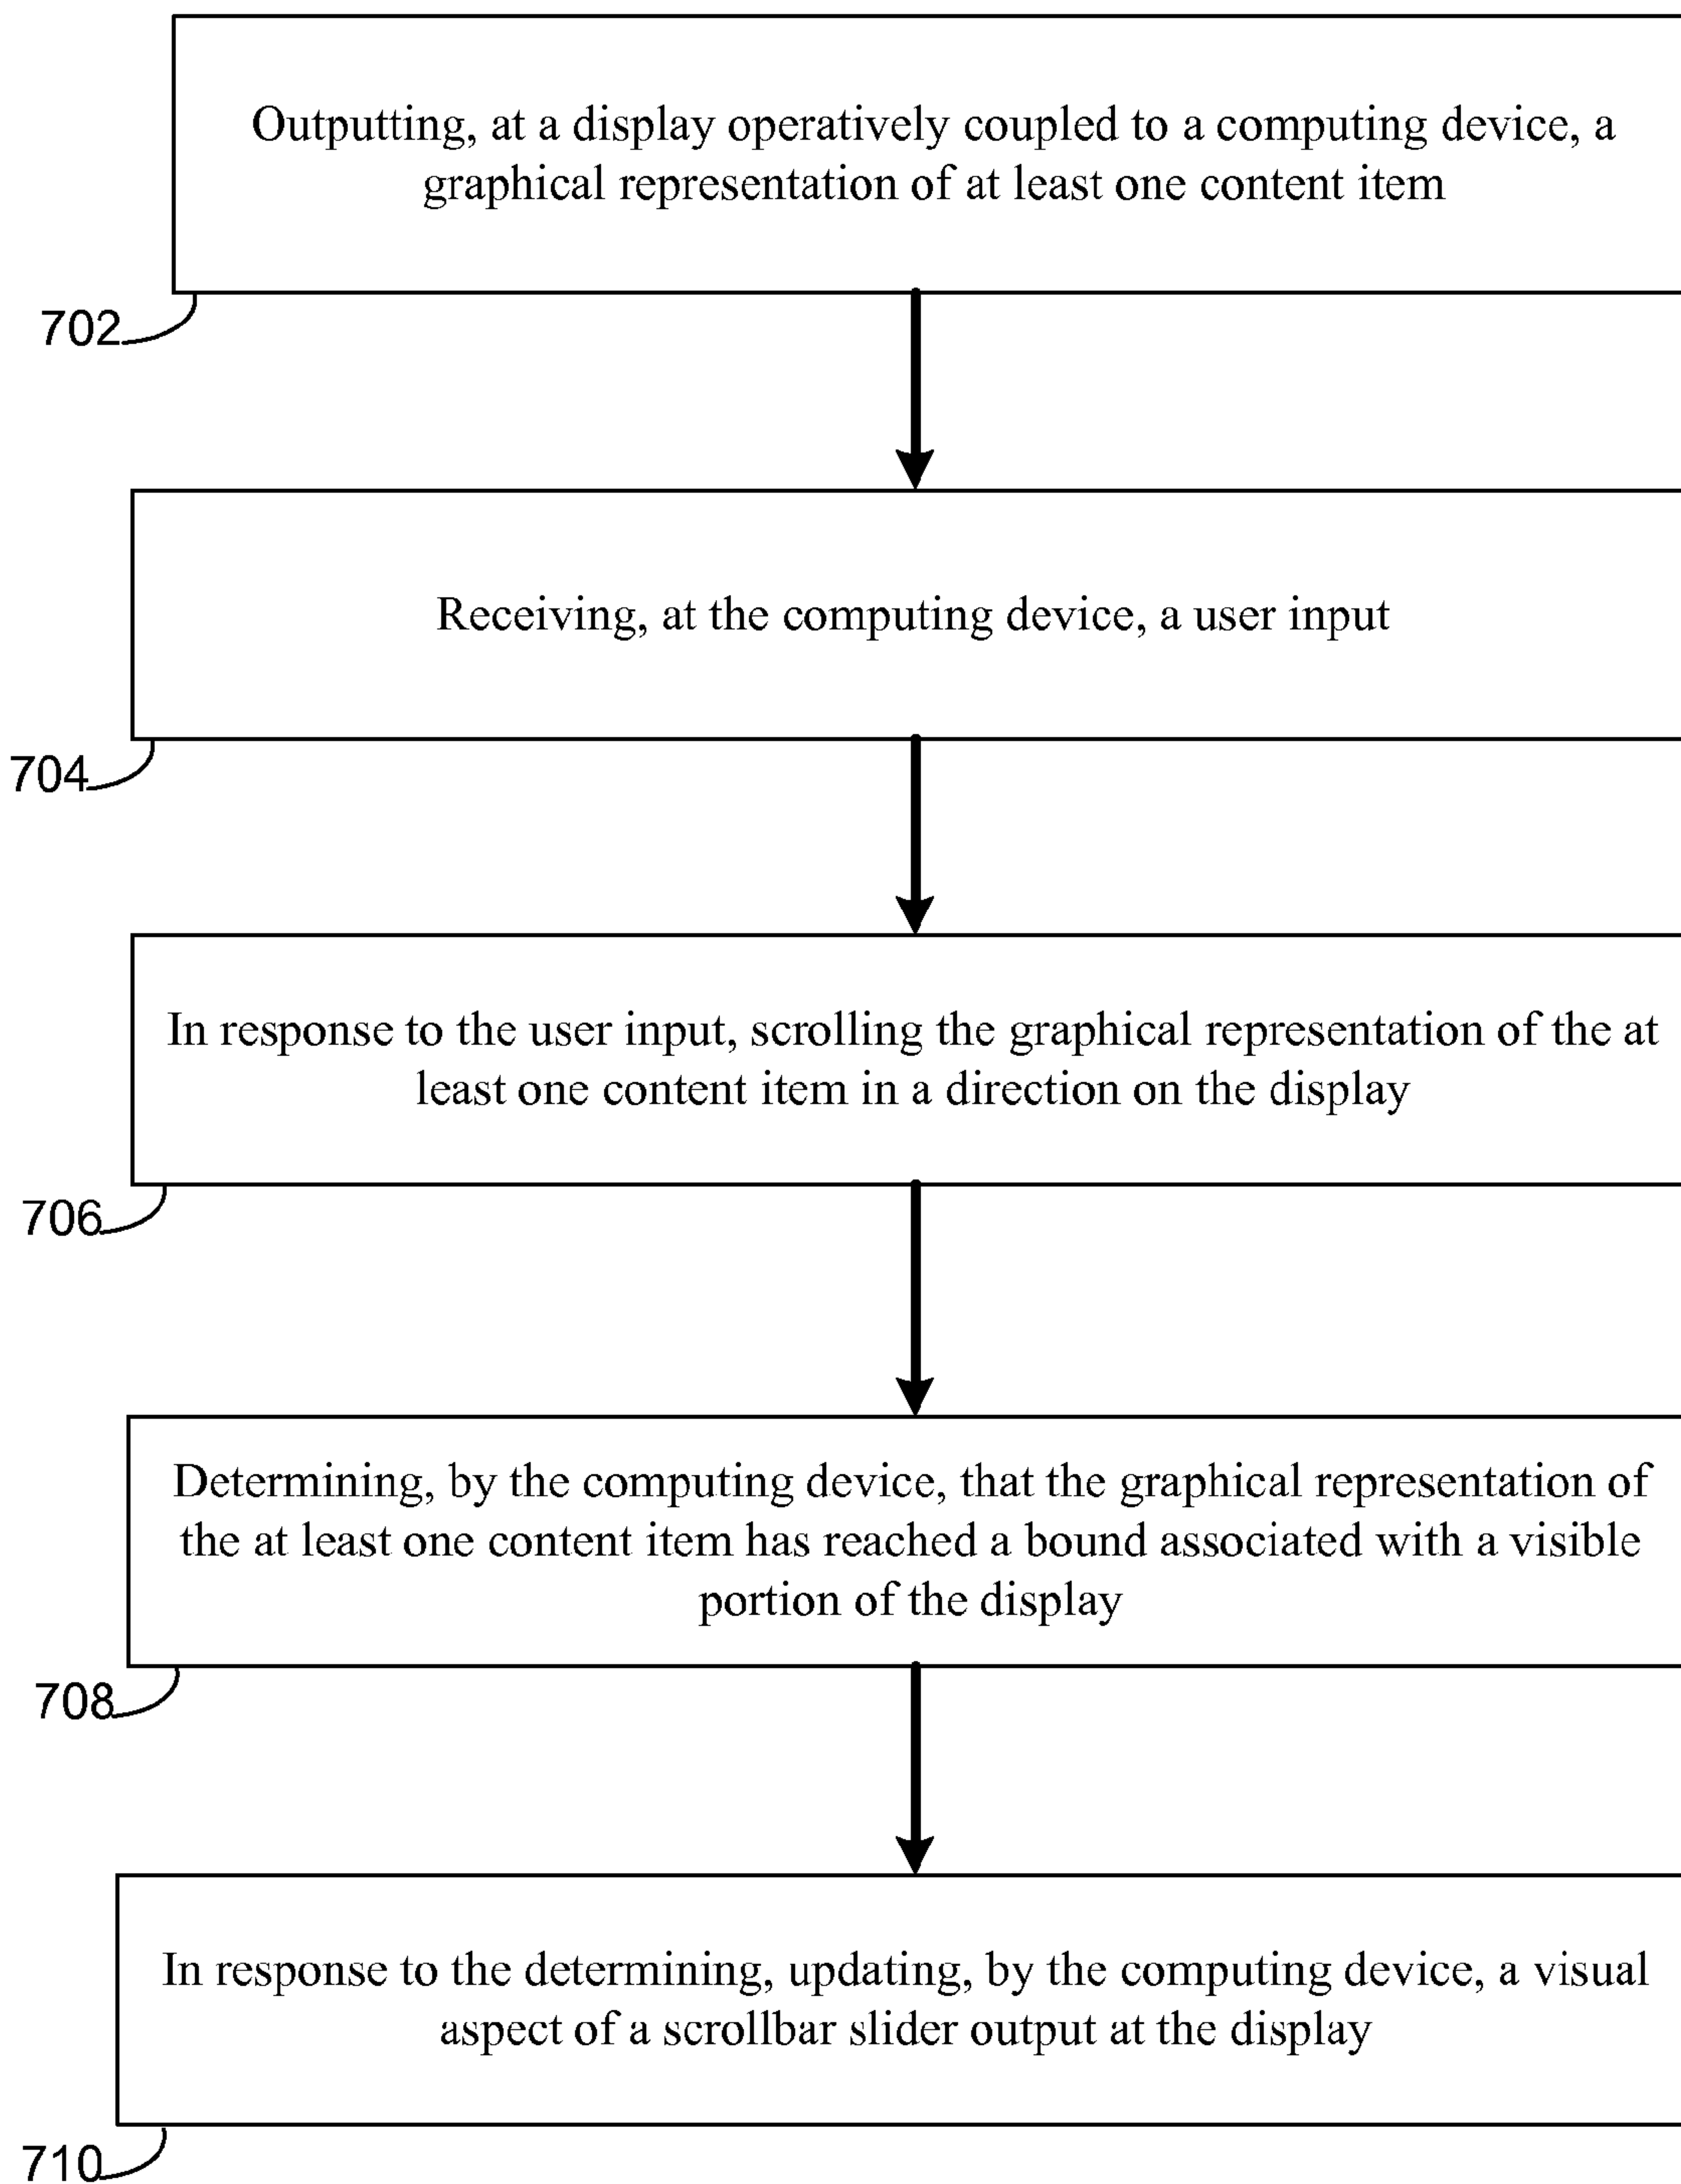 Outputting, at a display operatively coupled to a computing device, a
graphical representation of at least one content item
702
Receiving, at the computing device, a user input
704
In response to the user input, scrolling the graphical representation of the at
least one content item in a direction on the display
706
Determining, by the computing device, that the graphical representation of
the at least one content item has reached a bound associated with a visible
portion of the display
708
In response to the determining, updating, by the computing device, a visual
aspect of a scrollbar slider output at the display
710